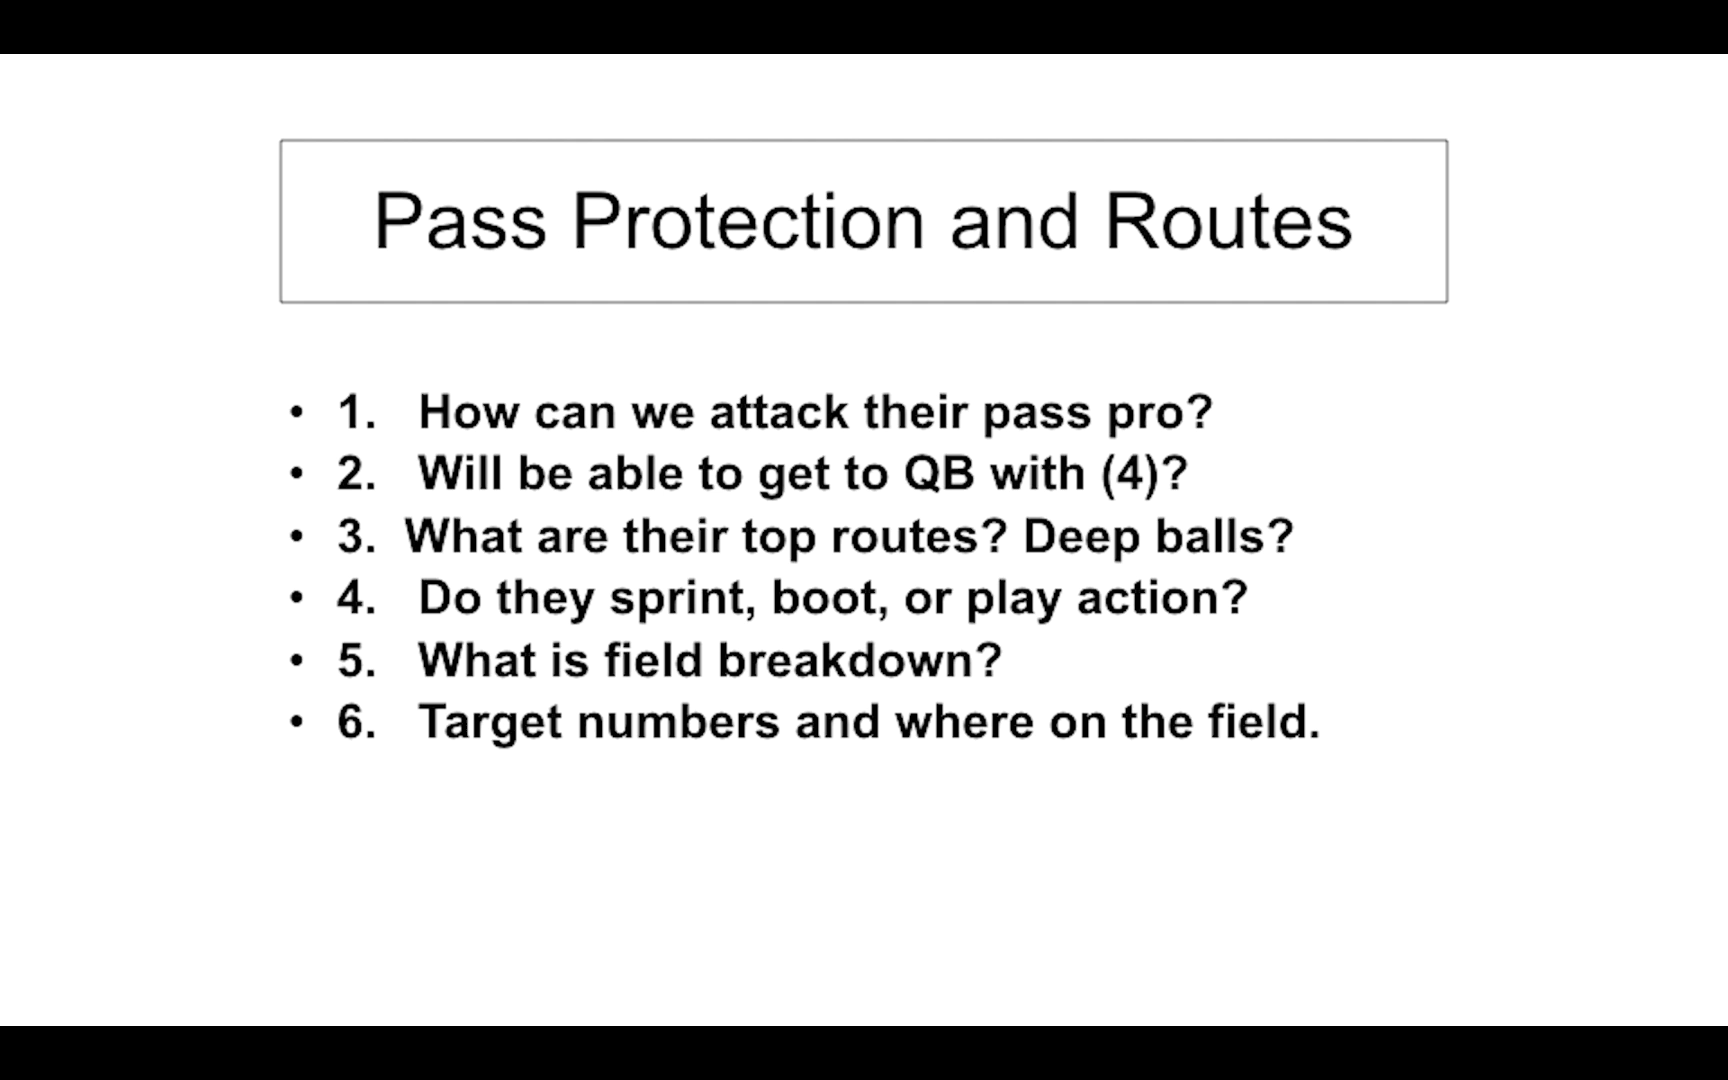 Pass Protection and Routes
• 1. How can we attack their pass pro?
• 2. Will be able to get to QB with (4)?
• 3. What are their top routes? Deep balls?
• 4. Do they sprint, boot, or play action?
• 5. What is field breakdown?
• 6. Target numbers and where on the field.